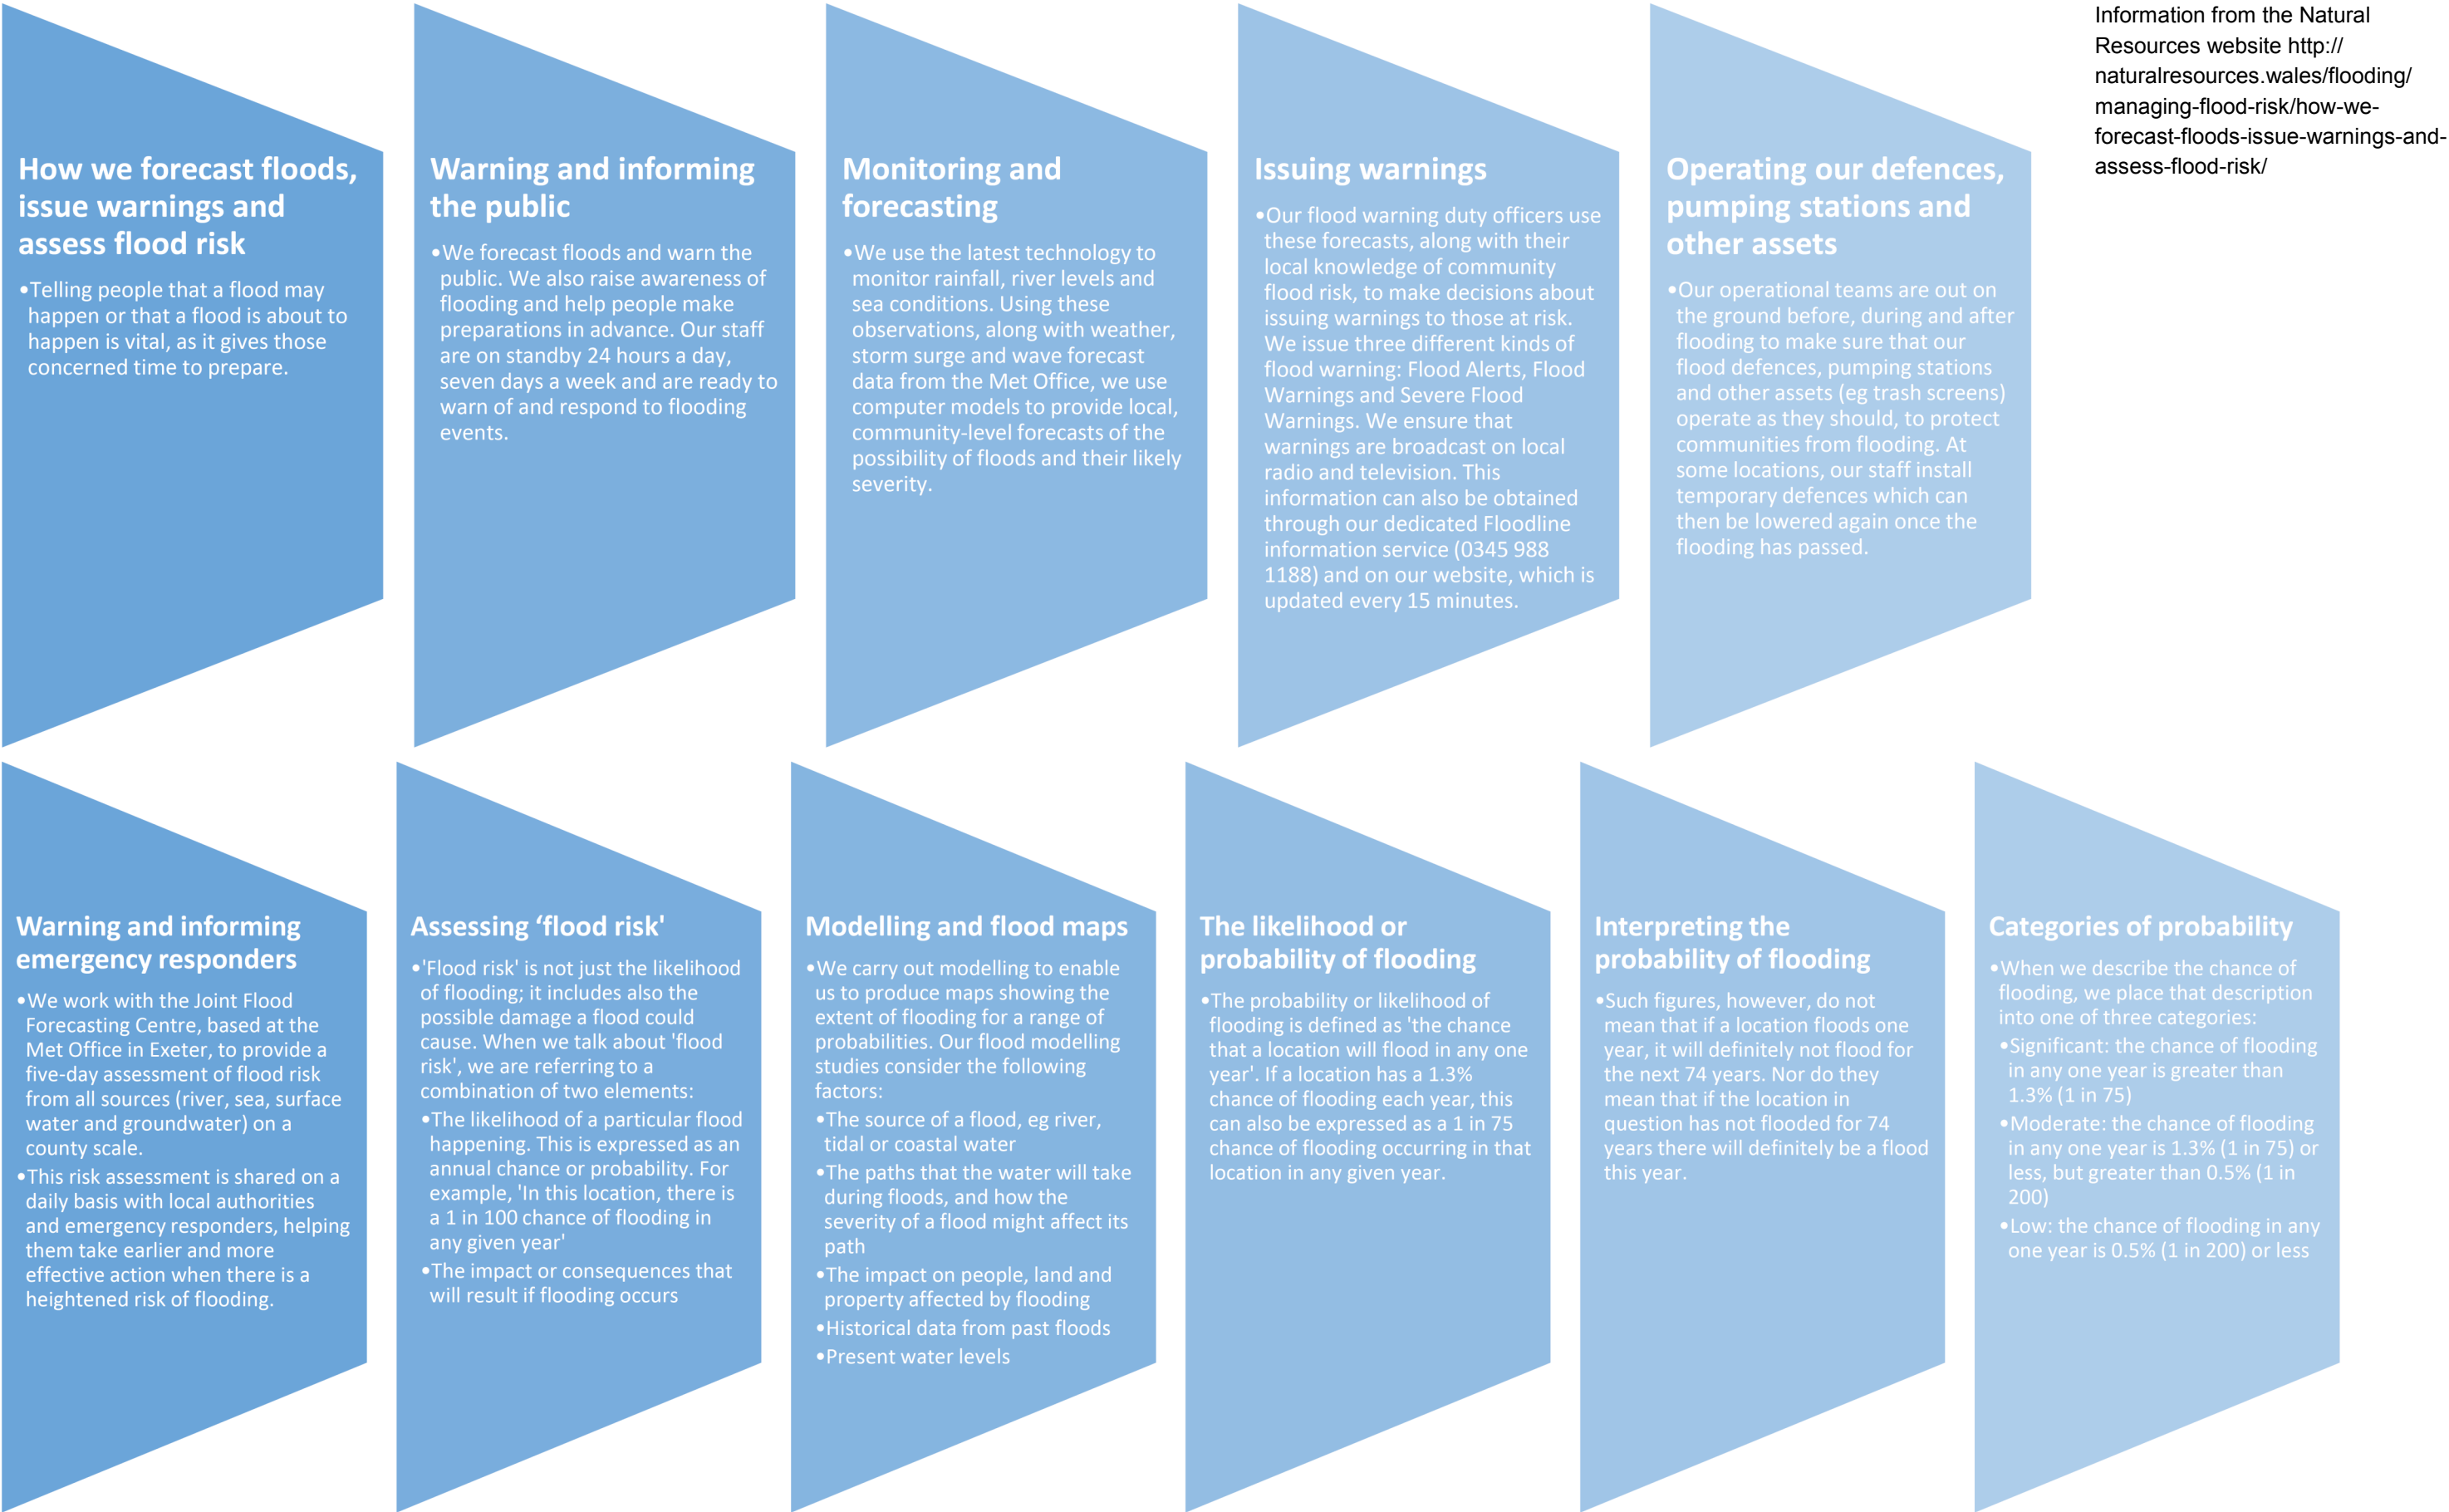 How we forecast floods,
issue warnings and
assess flood risk
•Telling people that a flood may
happen or that a flood is about to
happen is vital, as it gives those
concerned time to prepare.
Warning and informing
the public
•We forecast floods and warn the
public. We also raise awareness of
flooding and help people make
preparations in advance. Our staff
are on standby 24 hours a day,
seven days a week and are ready to
warn of and respond to flooding
events.
Monitoring and
forecasting
•We use the latest technology to
monitor rainfall, river levels and
sea conditions. Using these
observations, along with weather,
storm surge and wave forecast
data from the Met Office, we use
computer models to provide local,
community-level forecasts of the
possibility of floods and their likely
severity.
Issuing warnings
•Our flood warning duty officers use
these forecasts, along with their
local knowledge of community
flood risk, to make decisions about
issuing warnings to those at risk.
We issue three different kinds of
flood warning: Flood Alerts, Flood
Warnings and Severe Flood
Warnings. We ensure that
warnings are broadcast on local
radio and television. This
information can also be obtained
through our dedicated Floodline
information service (0345 988
1188) and on our website, which is
updated every 15 minutes.
Operating our defences,
pumping stations and
other assets
•Our operational teams are out on
the ground before, during and after
flooding to make sure that our
flood defences, pumping stations
and other assets (eg trash screens)
operate as they should, to protect
communities from flooding. At
some locations, our staff install
temporary defences which can
then be lowered again once the
flooding has passed.
Information from the Natural
Resources website http://
naturalresources.wales/flooding/
managing-flood-risk/how-we-
forecast-floods-issue-warnings-and-
assess-flood-risk/
Warning and informing
emergency responders
•We work with the Joint Flood
Forecasting Centre, based at the
Met Office in Exeter, to provide a
five-day assessment of flood risk
from all sources (river, sea, surface
water and groundwater) on a
county scale.
•This risk assessment is shared on a
daily basis with local authorities
and emergency responders, helping
them take earlier and more
effective action when there is a
heightened risk of flooding.
Assessing ‘flood risk'
•'Flood risk' is not just the likelihood
of flooding; it includes also the
possible damage a flood could
cause. When we talk about 'flood
risk', we are referring to a
combination of two elements:
•The likelihood of a particular flood
happening. This is expressed as an
annual chance or probability. For
example, 'In this location, there is
a 1 in 100 chance of flooding in
any given year'
•The impact or consequences that
will result if flooding occurs
Modelling and flood maps
•We carry out modelling to enable
us to produce maps showing the
extent of flooding for a range of
probabilities. Our flood modelling
studies consider the following
factors:
•The source of a flood, eg river,
tidal or coastal water
•The paths that the water will take
during floods, and how the
severity of a flood might affect its
path
•The impact on people, land and
property affected by flooding
•Historical data from past floods
•Present water levels
The likelihood or
probability of flooding
•The probability or likelihood of
flooding is defined as 'the chance
that a location will flood in any one
year'. If a location has a 1.3%
chance of flooding each year, this
can also be expressed as a 1 in 75
chance of flooding occurring in that
location in any given year.
Interpreting the
probability of flooding
•Such figures, however, do not
mean that if a location floods one
year, it will definitely not flood for
the next 74 years. Nor do they
mean that if the location in
question has not flooded for 74
years there will definitely be a flood
this year.
Categories of probability
•When we describe the chance of
flooding, we place that description
into one of three categories:
•Significant: the chance of flooding
in any one year is greater than
1.3% (1 in 75)
•Moderate: the chance of flooding
in any one year is 1.3% (1 in 75) or
less, but greater than 0.5% (1 in
200)
•Low: the chance of flooding in any
one year is 0.5% (1 in 200) or less